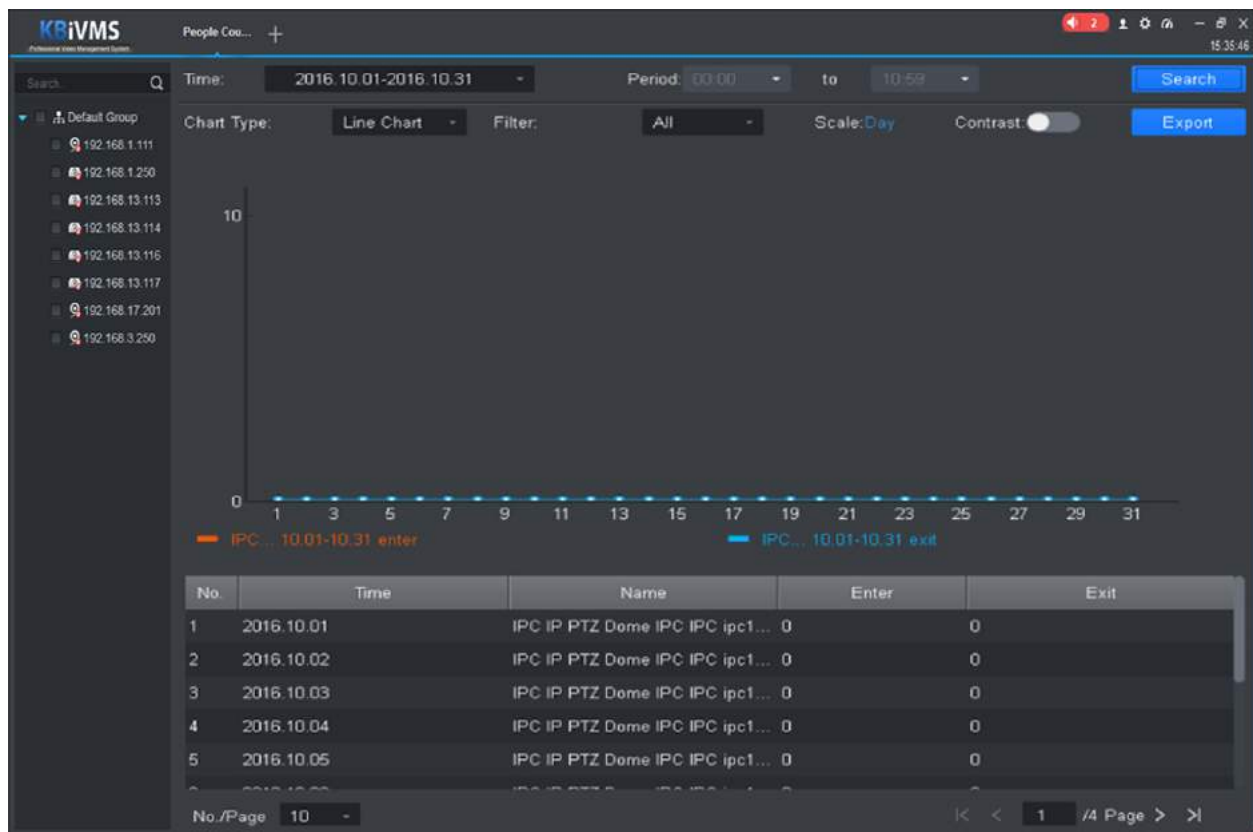 KBiVMS
Professional Video Management System
People Cou...
2
15:35:46
Search...
Time: 2016.10.01-2016.10.31 Period: 00:00 to 10:59 Search
Default Group
Chart Type: Line Chart Filter: All Scale:Day Contrast: Export
192.168.1.111
192.168.1.250
192.168.13.113
192.168.13.114
192.168.13.116
192.168.13.117
192.168.17.201
192.168.3.250
10
0
1 3 5 7 9 11 13 15 17 19 21 23 25 27 29 31
IPC... 10.01-10.31 enter IPC... 10.01-10.31 exit
No. Time Name Enter Exit
1 2016.10.01 IPC IP PTZ Dome IPC IPC ipc1... 0 0
2 2016.10.02 IPC IP PTZ Dome IPC IPC ipc1... 0 0
3 2016.10.03 IPC IP PTZ Dome IPC IPC ipc1... 0 0
4 2016.10.04 IPC IP PTZ Dome IPC IPC ipc1... 0 0
5 2016.10.05 IPC IP PTZ Dome IPC IPC ipc1... 0 0
No./Page 10 |< < 1 /4 Page > >|